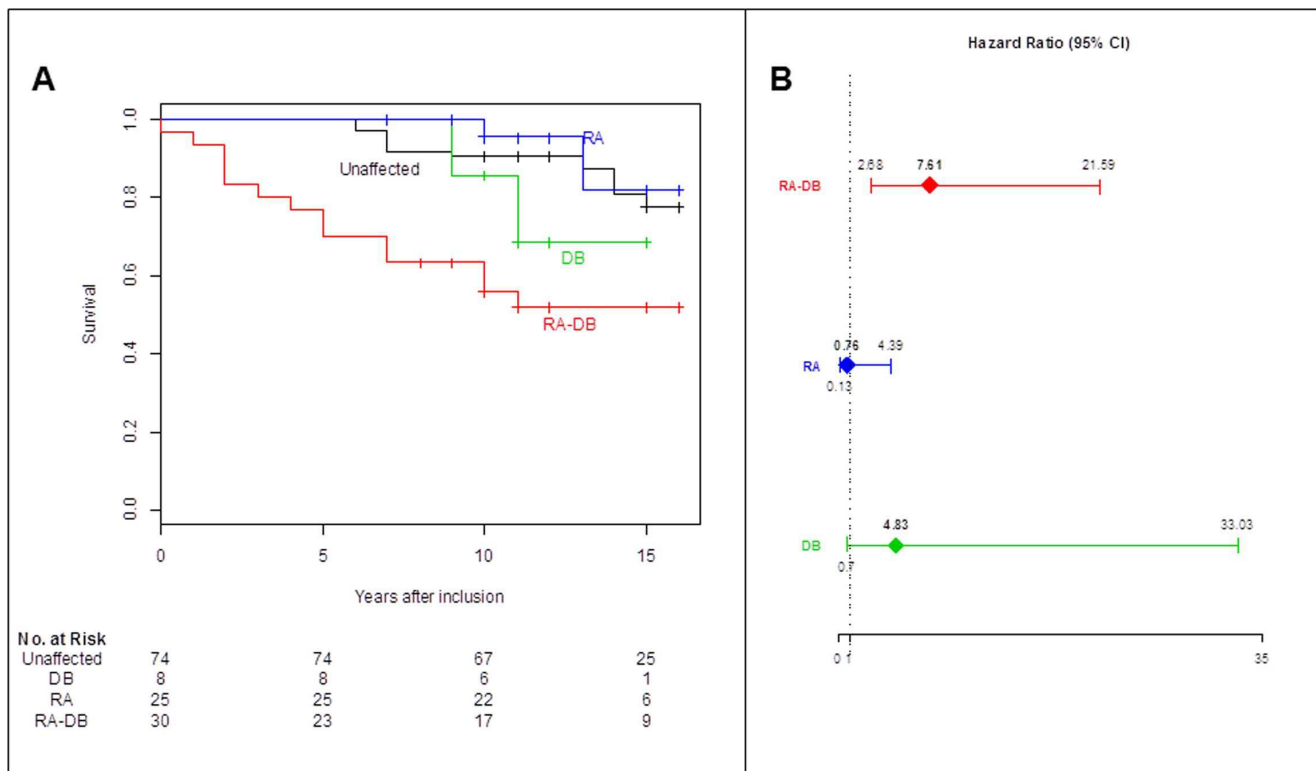 A
1.0
0.8
0.6
0.4
0.2
0.0
Survival
RA
Unaffected
DB
RA-DB
0 5 10 15
Years after inclusion
No. at Risk
Unaffected 74 74 67 25
DB 8 8 6 1
RA 25 25 22 6
RA-DB 30 23 17 9
B
Hazard Ratio (95% CI)
2.68 7.61 21.59
RA-DB
0.76 4.39
RA
0.13
4.83 33.03
DB
0.7
0 1 35